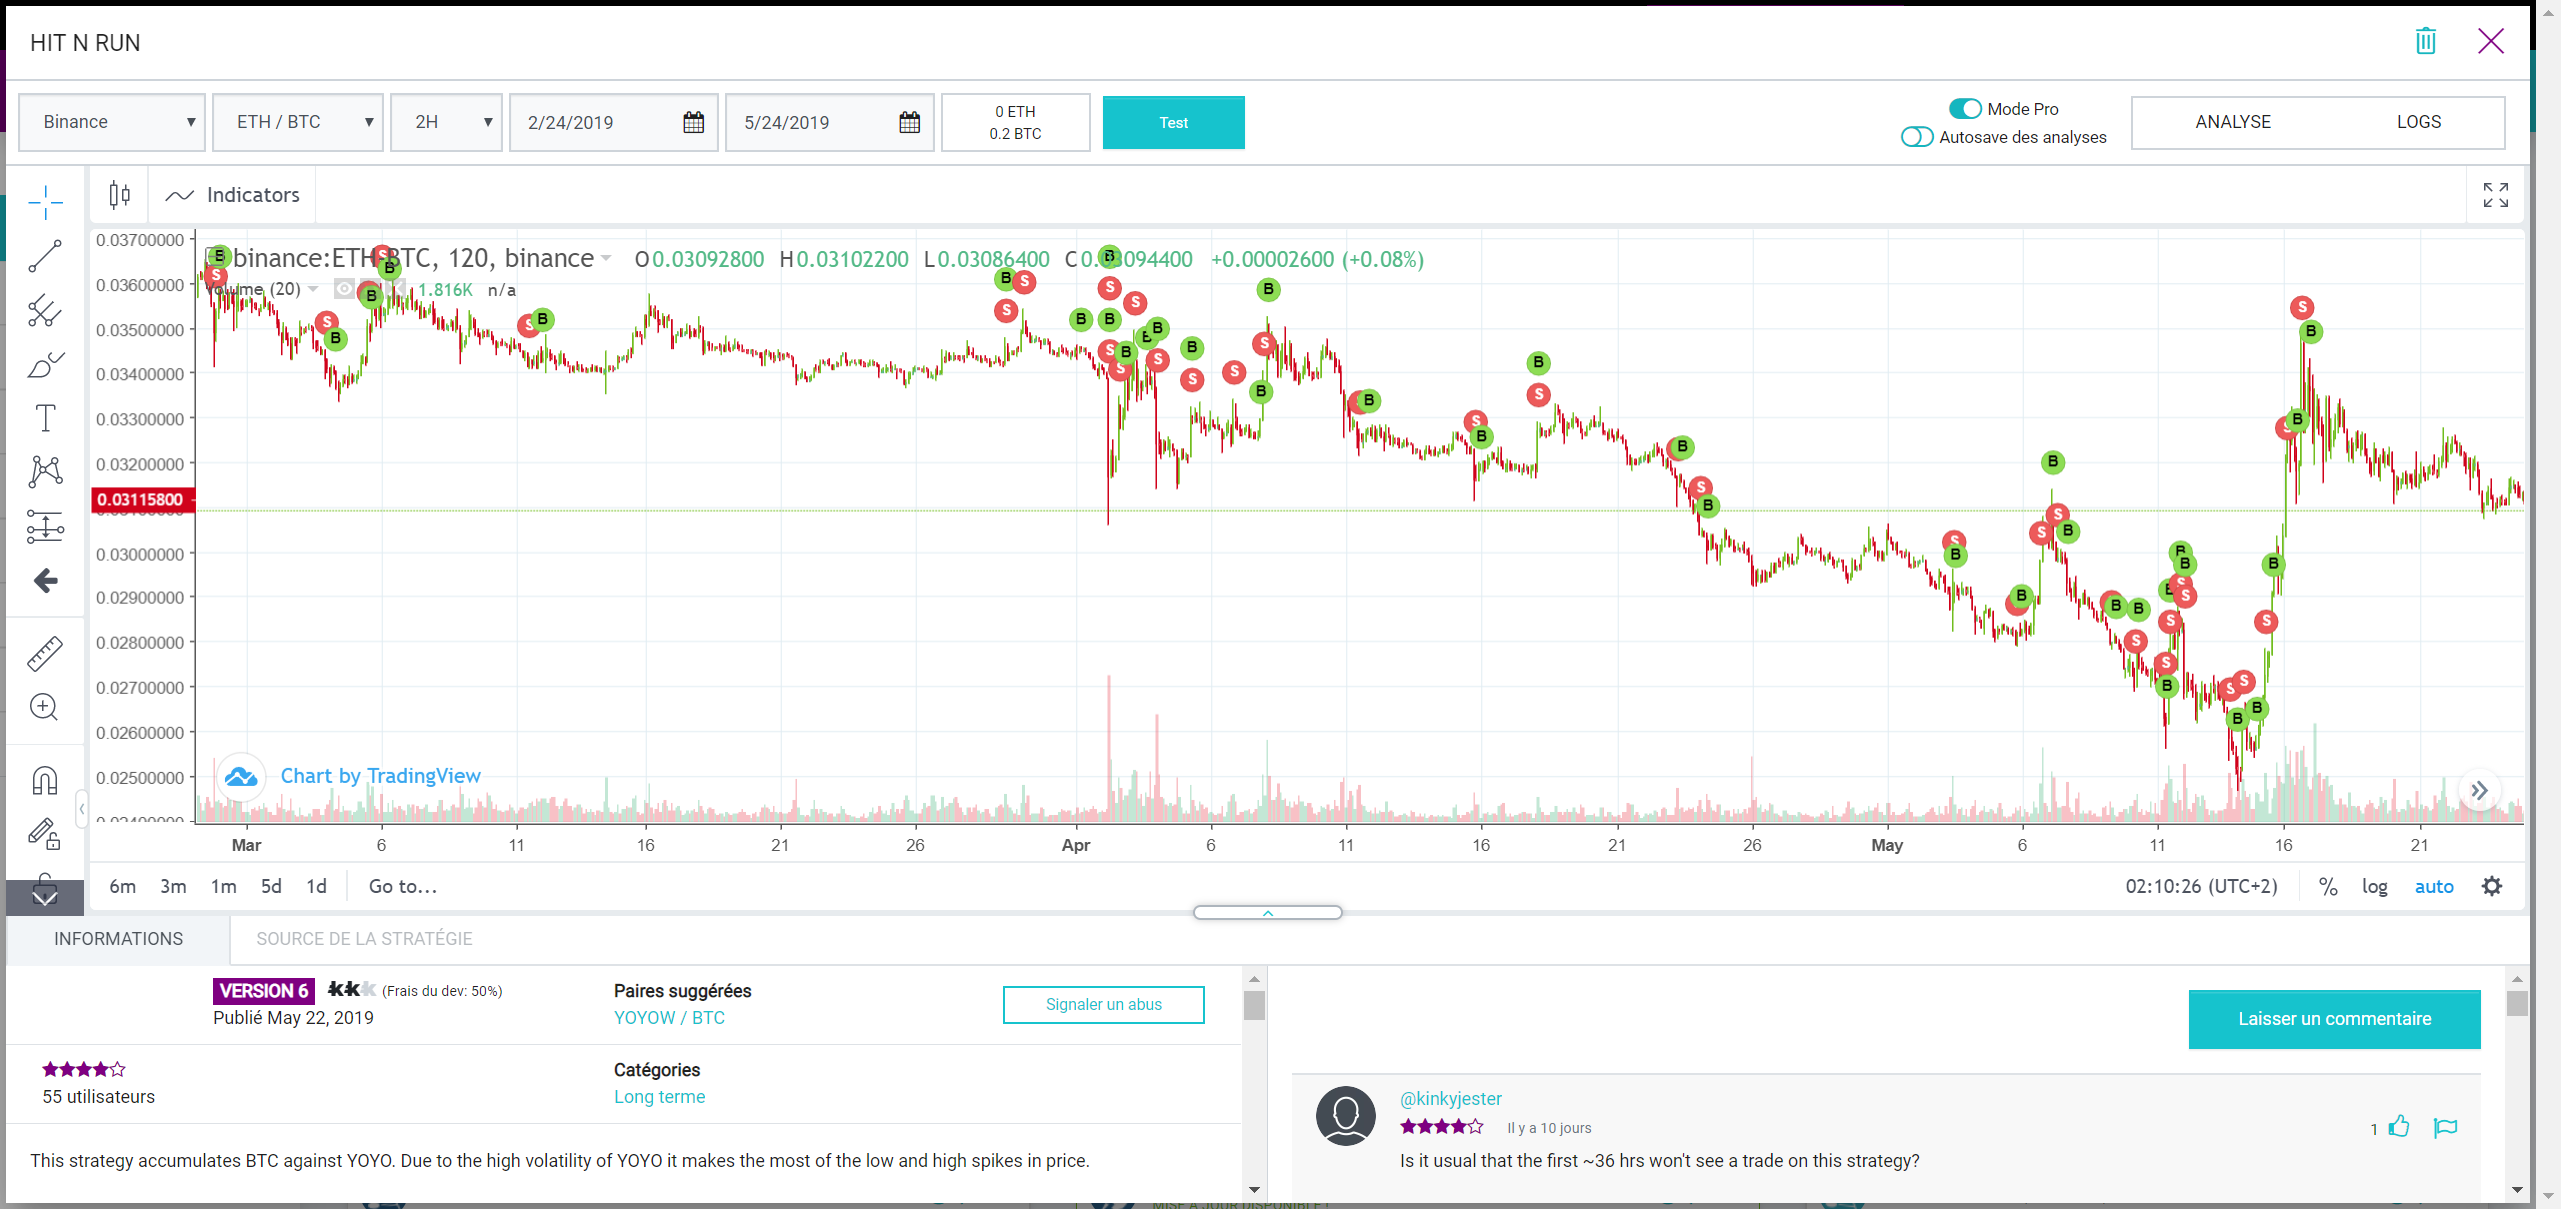 HIT N RUN
Binance ETH / BTC 2H 2/24/2019 5/24/2019 0 ETH Test
0.2 BTC
Mode Pro
Autosave des analyses
ANALYSE LOGS
Indicators
binance:ETH BTC, 120, binance O0.03092800 H0.03102200 L0.03086400 C0.03094400 +0.00002600 (+0.08%)
Volume (20) 1.816K n/a
0.03700000
0.03600000
0.03500000
0.03400000
0.03300000
0.03200000
0.03115800
0.03000000
0.02900000
0.02800000
0.02700000
0.02600000
0.02500000
0.02400000
Chart by TradingView
Mar 6 11 16 21 26 Apr 6 11 16 21 26 May 6 11 16 21
6m 3m 1m 5d 1d Go to...
02:10:26 (UTC+2) % log auto
INFORMATIONS SOURCE DE LA STRATÉGIE
VERSION 6 kkk (Frais du dev: 50%)
Publié May 22, 2019
Paires suggérées
YOYOW / BTC
Signaler un abus
55 utilisateurs
Catégories
Long terme
This strategy accumulates BTC against YOYO. Due to the high volatility of YOYO it makes the most of the low and high spikes in price.
Laisser un commentaire
@kinkyjester
Il y a 10 jours
1
Is it usual that the first ~36 hrs won't see a trade on this strategy?
MISE À JOUR DISPONIBLE !